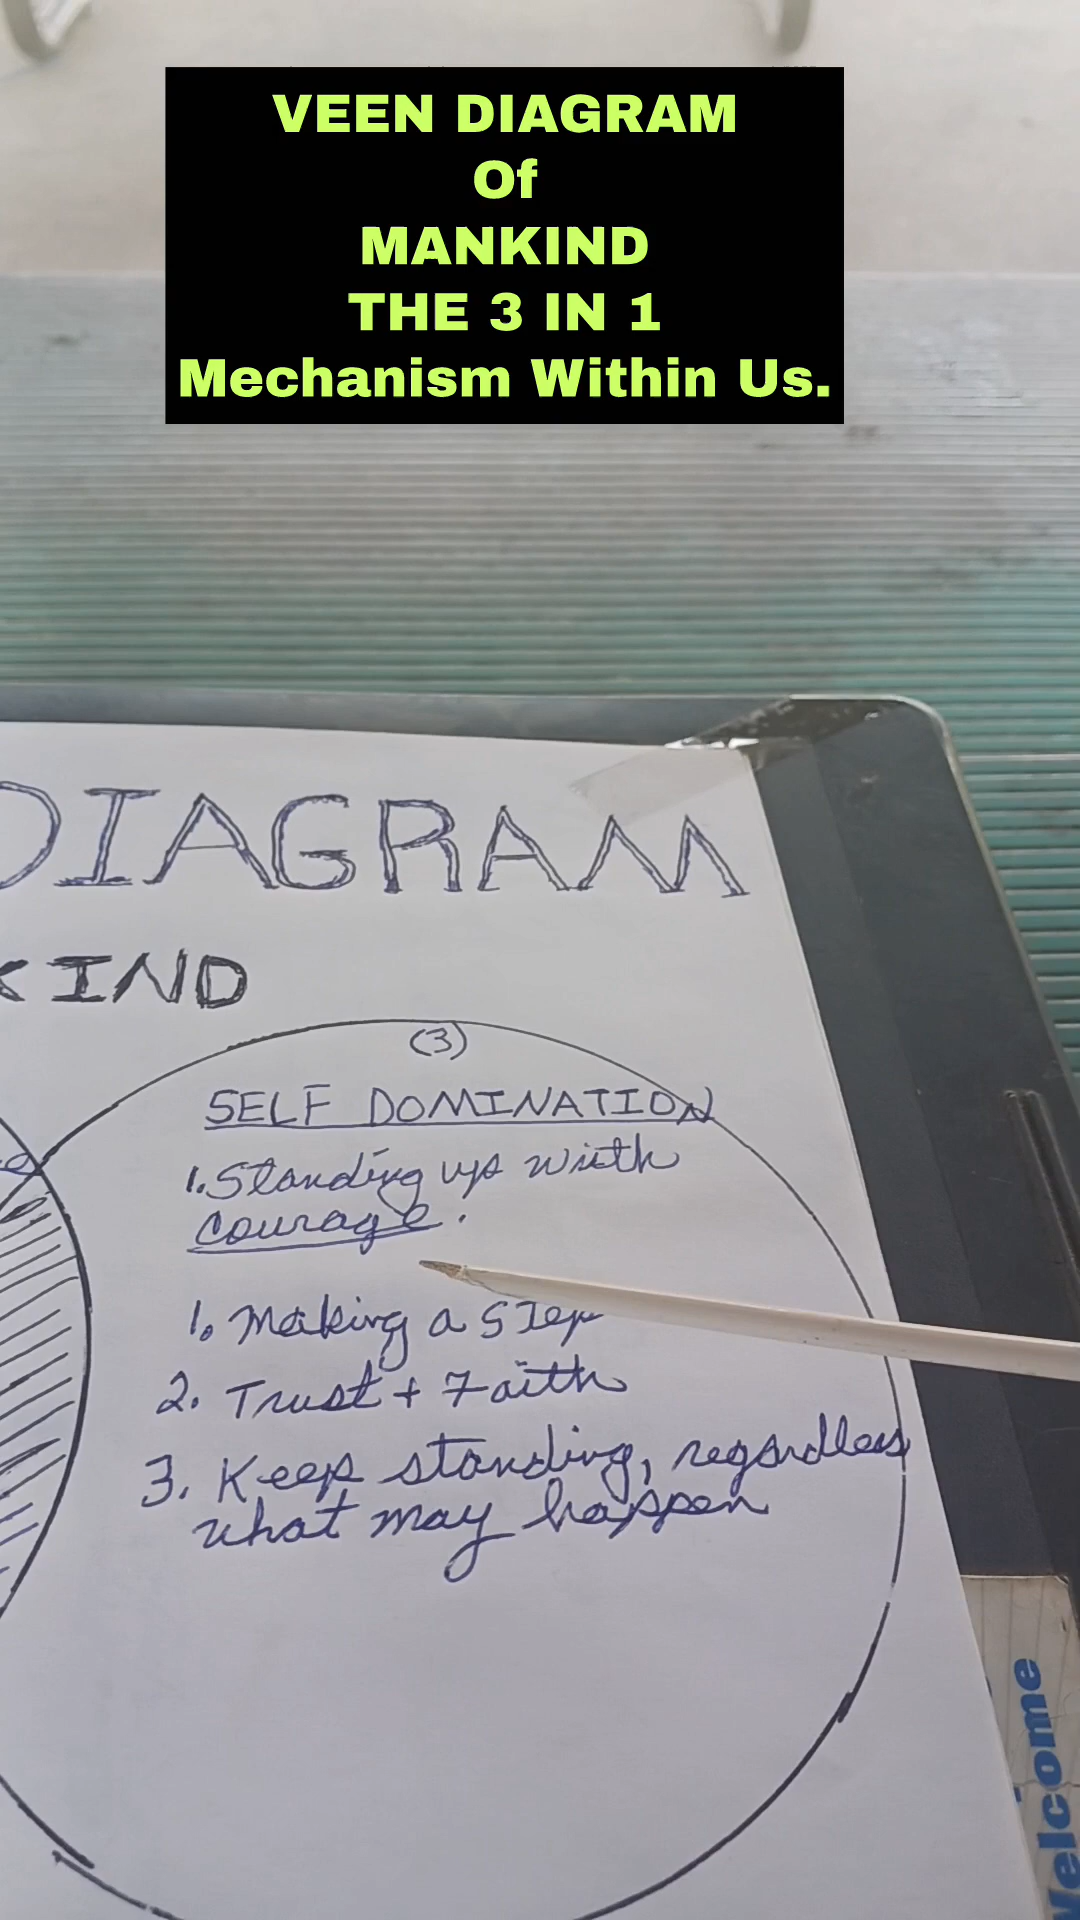 VEEN DIAGRAM
Of
MANKIND
THE 3 IN 1
Mechanism Within Us.
DIAGRAM
KIND
(3)
SELF DOMINATION
1. Standing up with
courage.
1. Making a step
2. Trust + Faith
3. Keep standing, regardless
what may happen
Welcome